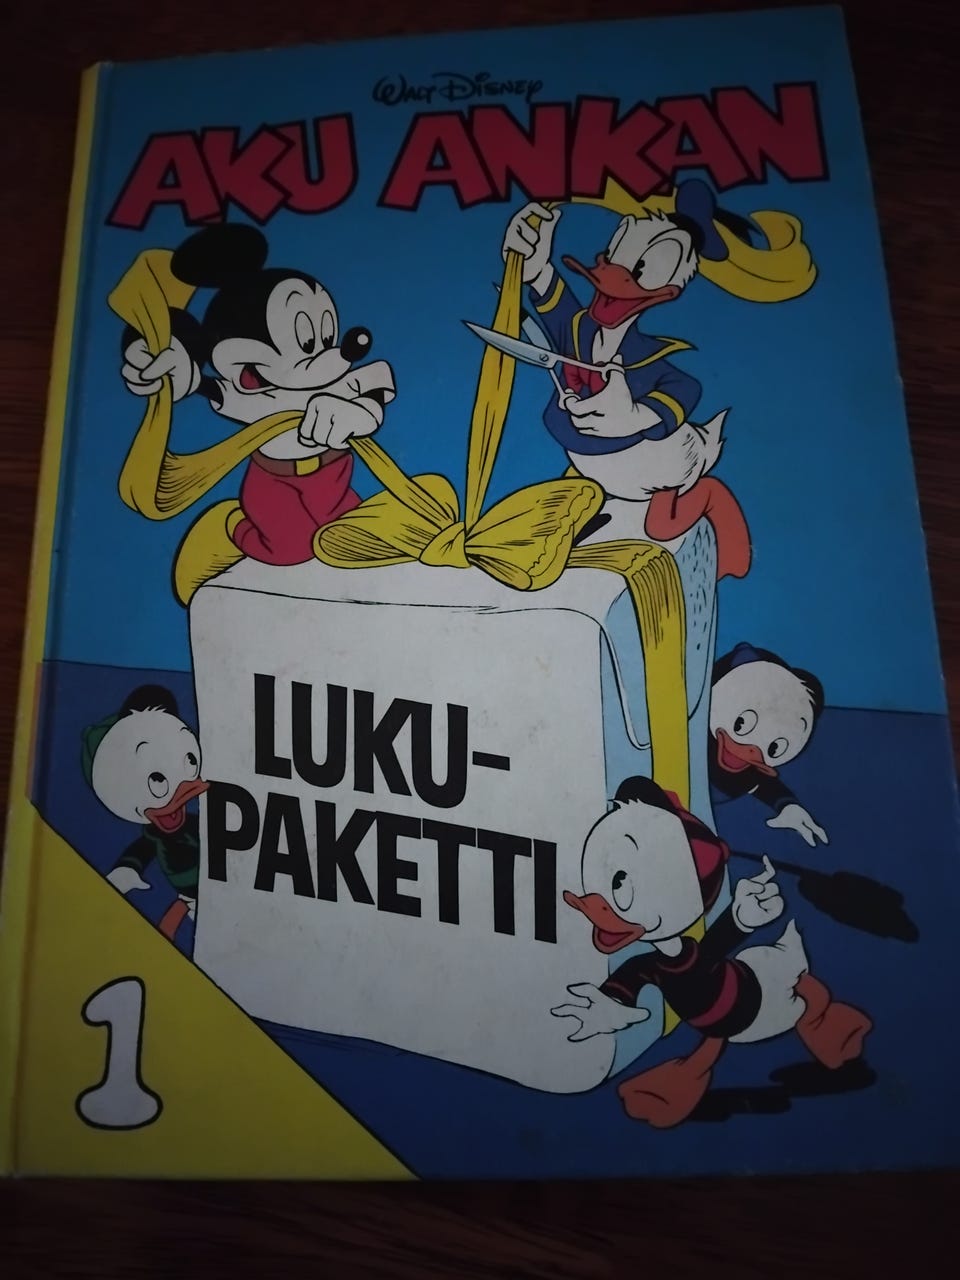 Walt Disney
AKU ANKAN
LUKU-
PAKETTI
1